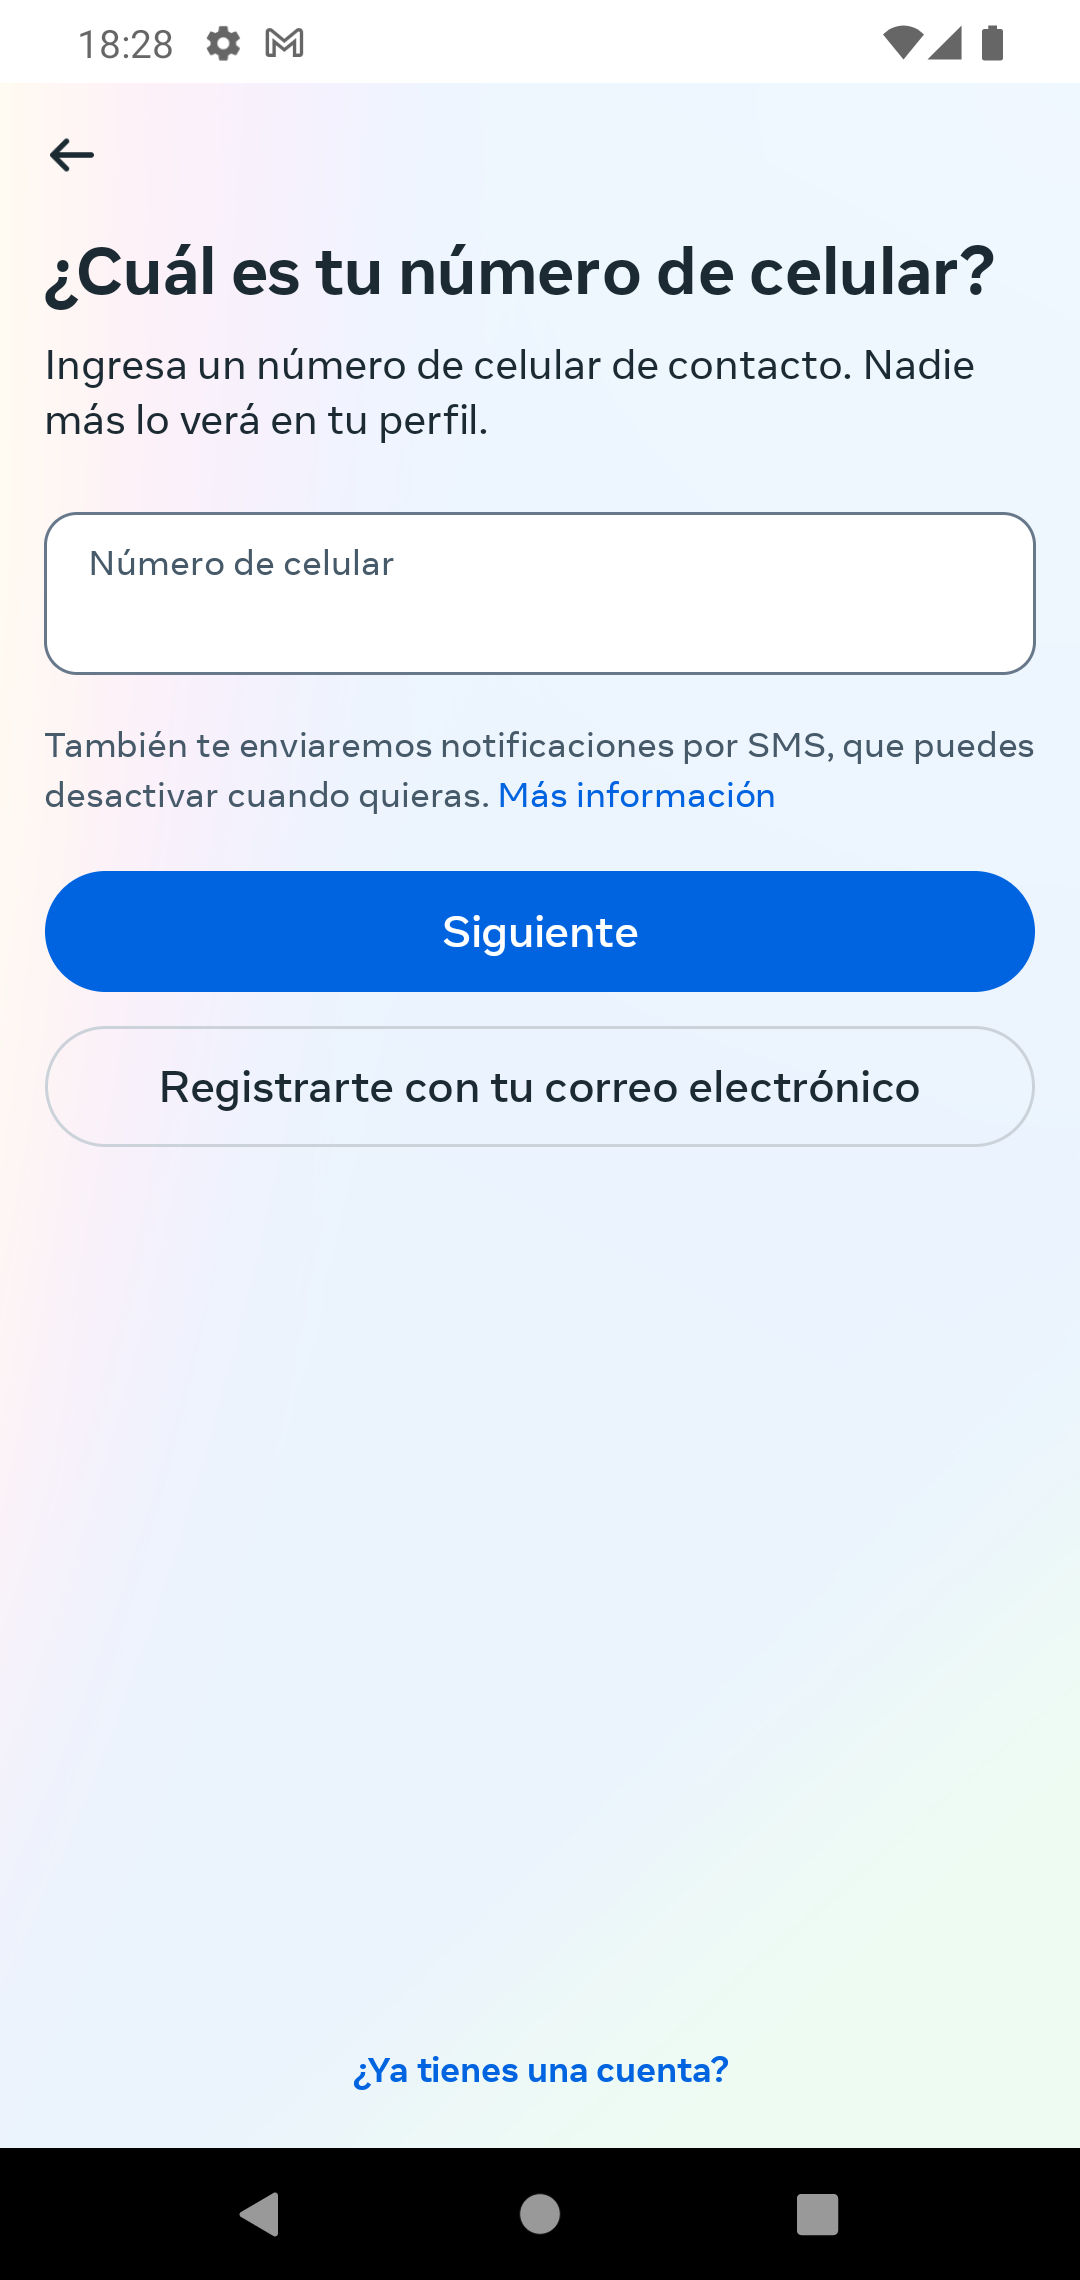 18:28
¿Cuál es tu número de celular?
Ingresa un número de celular de contacto. Nadie
más lo verá en tu perfil.
Número de celular
También te enviaremos notificaciones por SMS, que puedes
desactivar cuando quieras. Más información
Siguiente
Registrarte con tu correo electrónico
¿Ya tienes una cuenta?